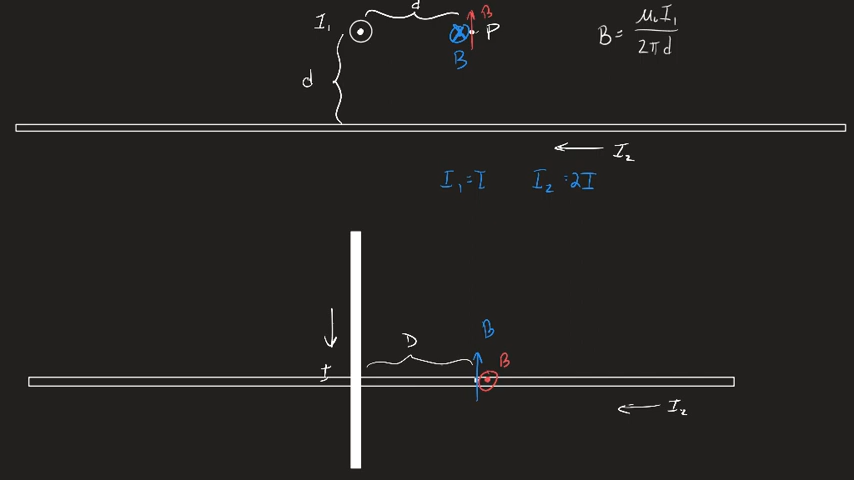 d
I₁
B
P
B
B = μ₀I₁ / 2πd
d
I₂
I₁=I
I₂=2I
B
D
B
I
I₂